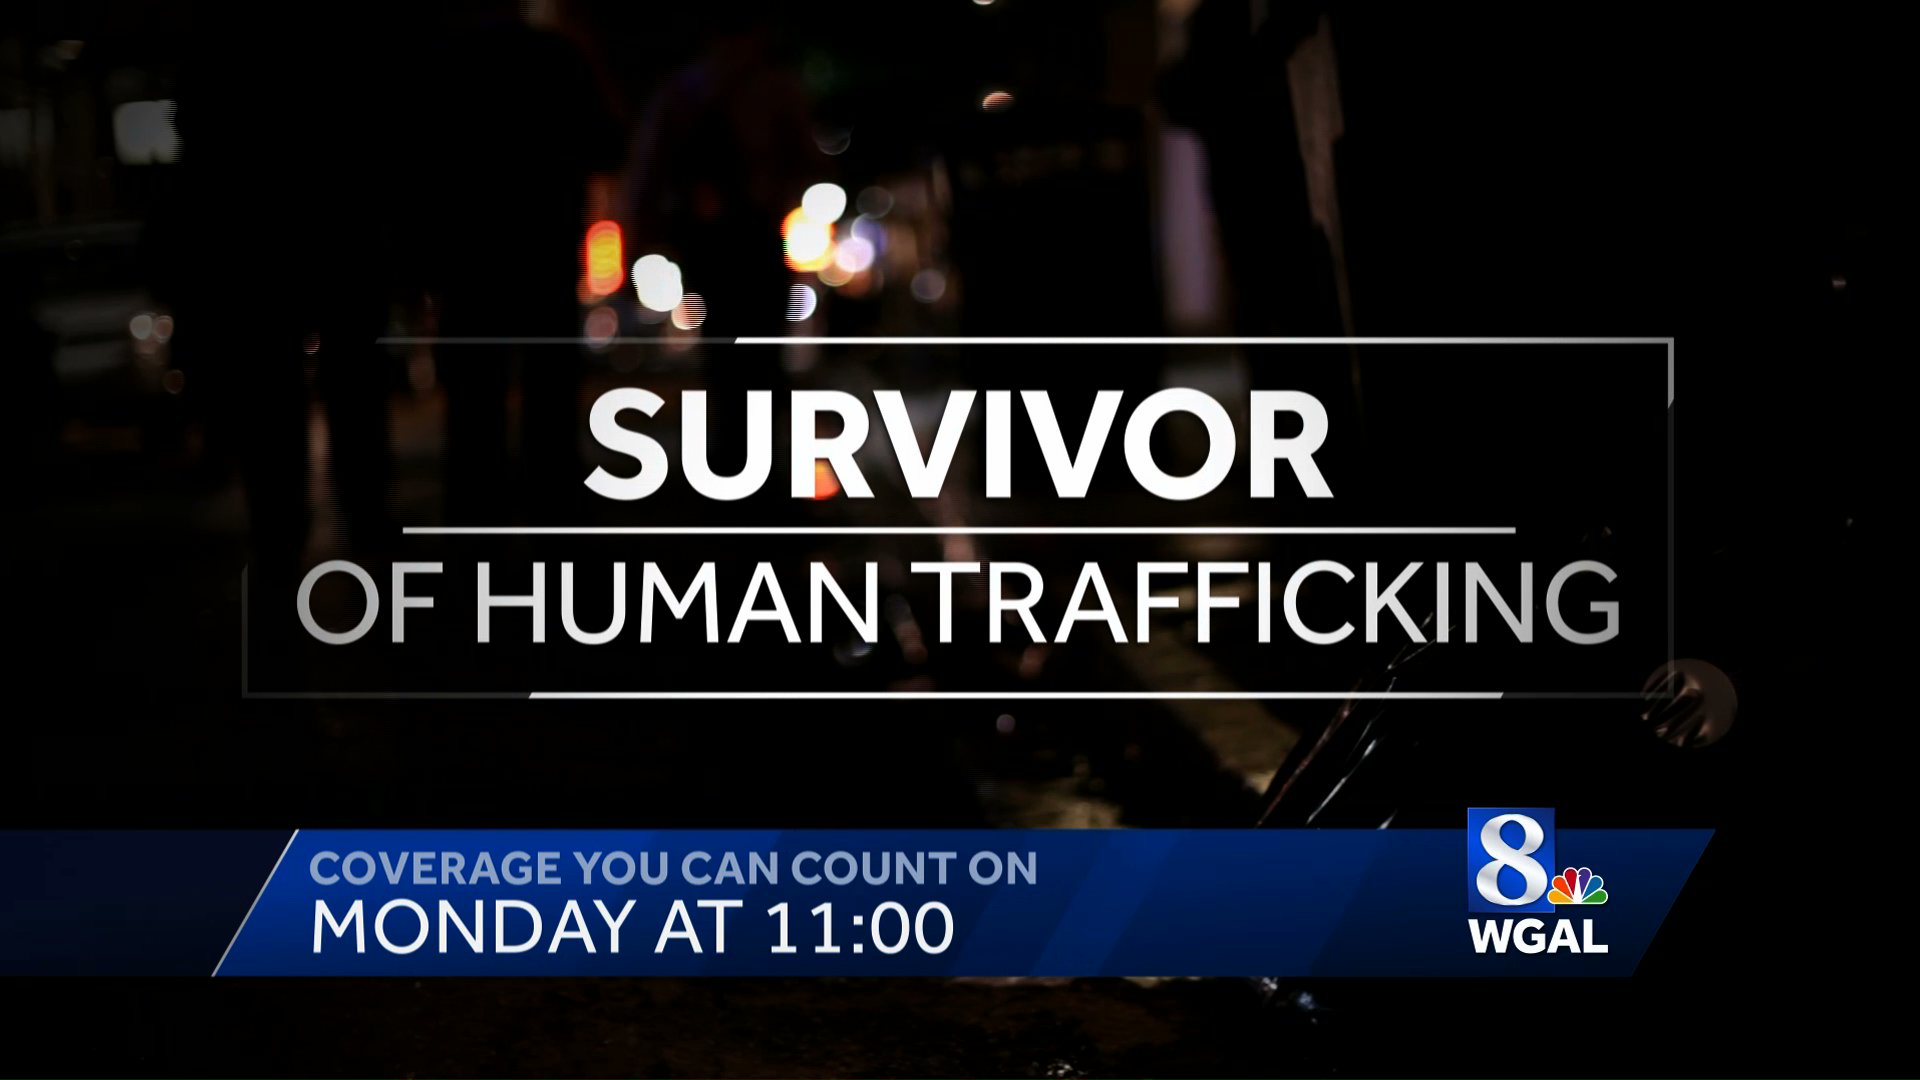 SURVIVOR
OF HUMAN TRAFFICKING
COVERAGE YOU CAN COUNT ON
MONDAY AT 11:00
8
WGAL